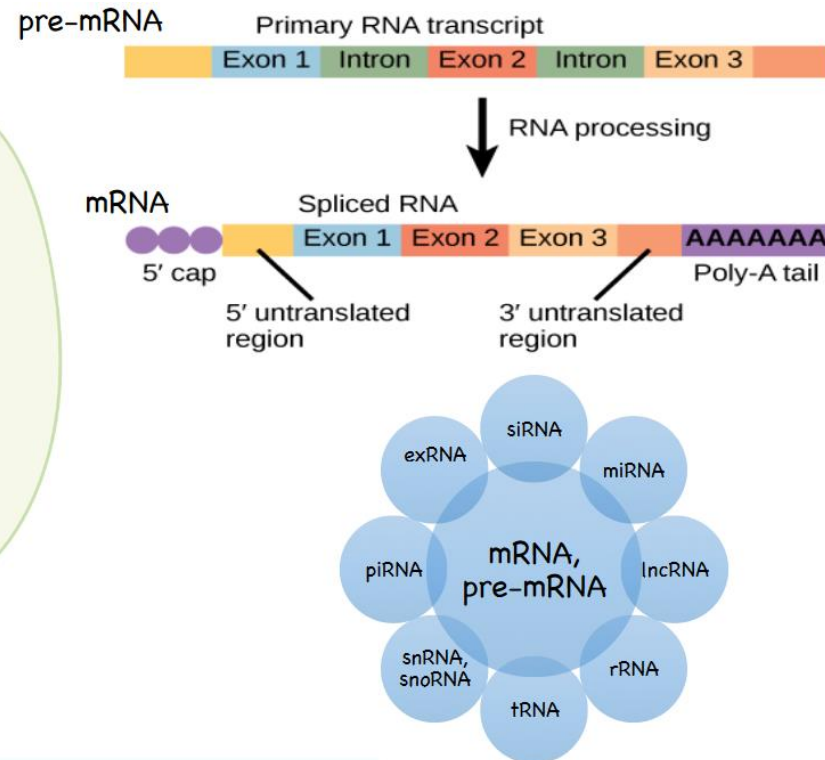 pre-mRNA
Primary RNA transcript
Exon 1 Intron Exon 2 Intron Exon 3
RNA processing
mRNA
Spliced RNA
Exon 1 Exon 2 Exon 3 AAAAAAA
5′ cap
Poly-A tail
5′ untranslated
region
3′ untranslated
region
siRNA
exRNA
miRNA
piRNA
mRNA,
pre-mRNA
lncRNA
snRNA,
snoRNA
rRNA
tRNA